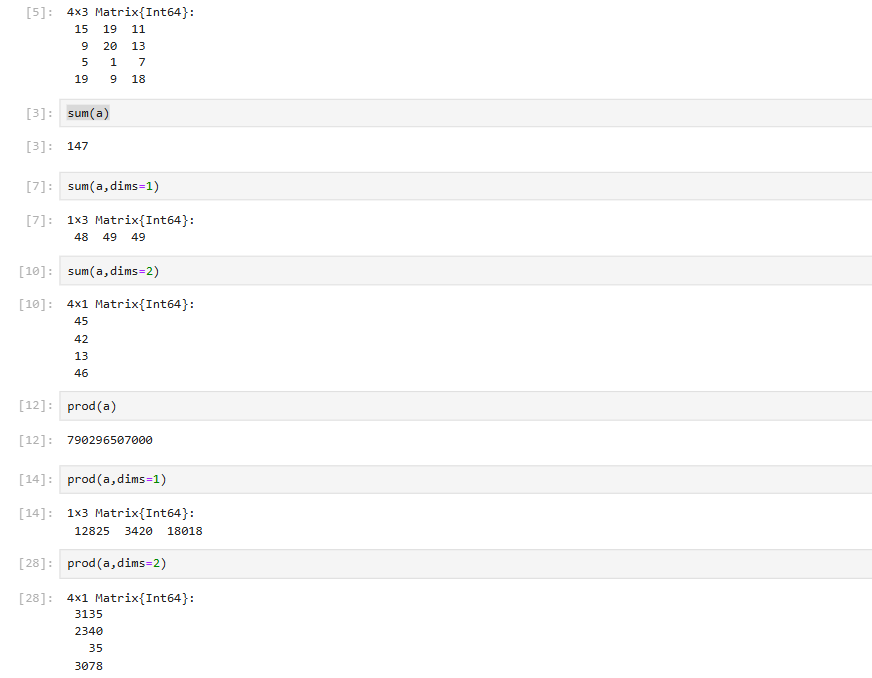 [5]: 4×3 Matrix{Int64}:
15 19 11
9 20 13
5 1 7
19 9 18
[3]: sum(a)
[3]: 147
[7]: sum(a,dims=1)
[7]: 1×3 Matrix{Int64}:
48 49 49
[10]: sum(a,dims=2)
[10]: 4×1 Matrix{Int64}:
45
42
13
46
[12]: prod(a)
[12]: 790296507000
[14]: prod(a,dims=1)
[14]: 1×3 Matrix{Int64}:
12825 3420 18018
[28]: prod(a,dims=2)
[28]: 4×1 Matrix{Int64}:
3135
2340
35
3078